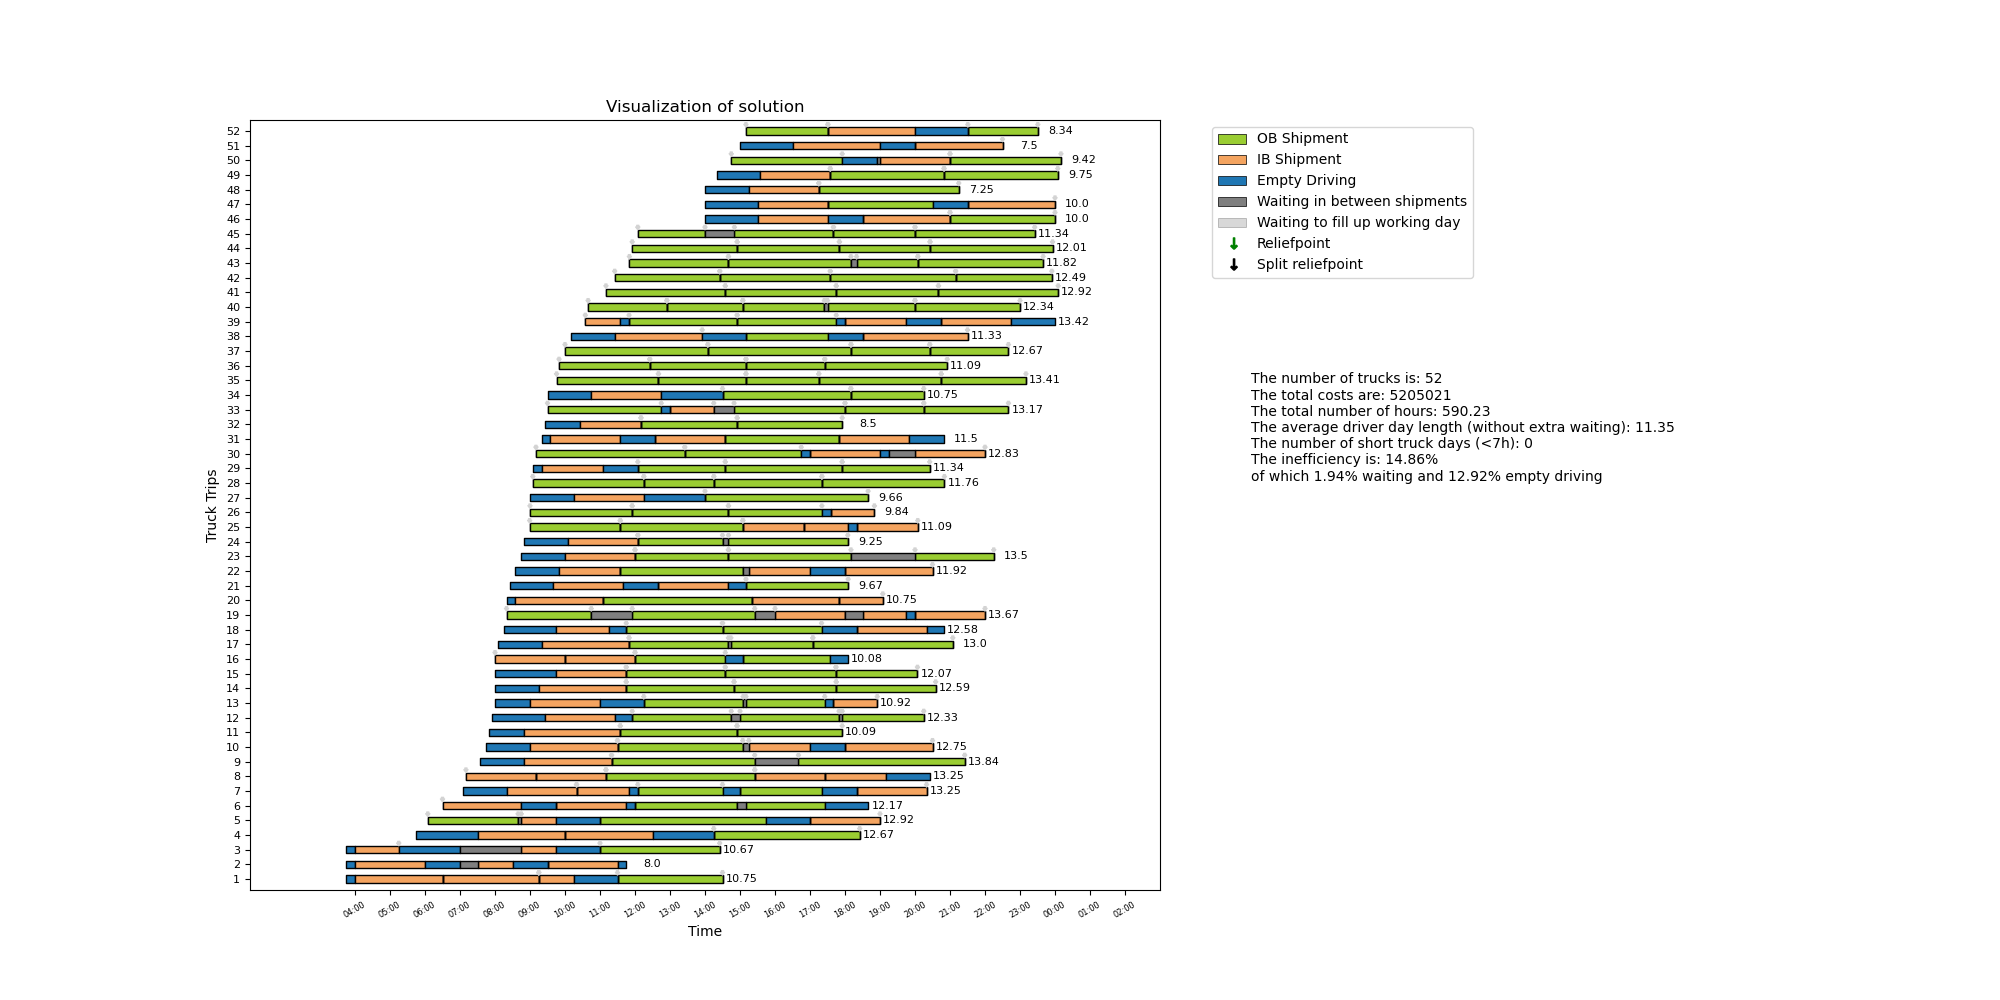 Visualization of solution
52 8.34
51 7.5
50 9.42
49 9.75
48 7.25
47 10.0
46 10.0
45 11.34
44 12.01
43 11.82
42 12.49
41 12.92
40 12.34
39 13.42
38 11.33
37 12.67
36 11.09
35 13.41
34 10.75
33 13.17
32 8.5
31 11.5
30 12.83
29 11.34
28 11.76
27 9.66
26 9.84
25 11.09
24 9.25
23 13.5
22 11.92
21 9.67
20 10.75
19 13.67
18 12.58
17 13.0
16 10.08
15 12.07
14 12.59
13 10.92
12 12.33
11 10.09
10 12.75
9 13.84
8 13.25
7 13.25
6 12.17
5 12.92
4 12.67
3 10.67
2 8.0
1 10.75
Truck Trips
04:00 05:00 06:00 07:00 08:00 09:00 10:00 11:00 12:00 13:00 14:00 15:00 16:00 17:00 18:00 19:00 20:00 21:00 22:00 23:00 00:00 01:00 02:00
Time
OB Shipment
IB Shipment
Empty Driving
Waiting in between shipments
Waiting to fill up working day
Reliefpoint
Split reliefpoint
The number of trucks is: 52
The total costs are: 5205021
The total number of hours: 590.23
The average driver day length (without extra waiting): 11.35
The number of short truck days (<7h): 0
The inefficiency is: 14.86%
of which 1.94% waiting and 12.92% empty driving